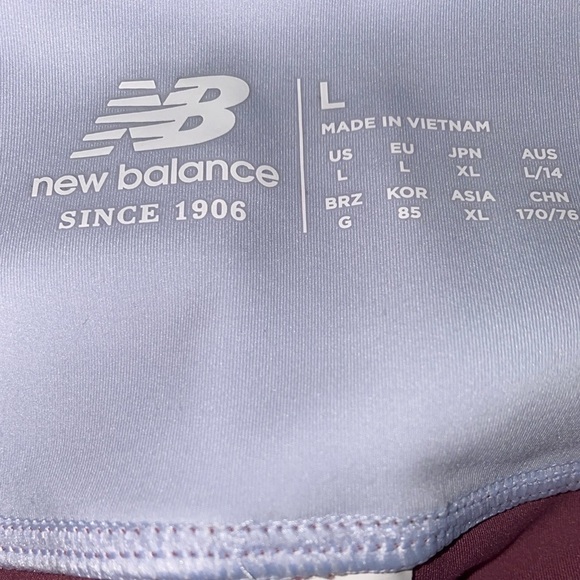 NB
new balance
SINCE 1906
L
MADE IN VIETNAM
US EU JPN AUS
L L XL L/14
BRZ KOR ASIA CHN
G 85 XL 170/76